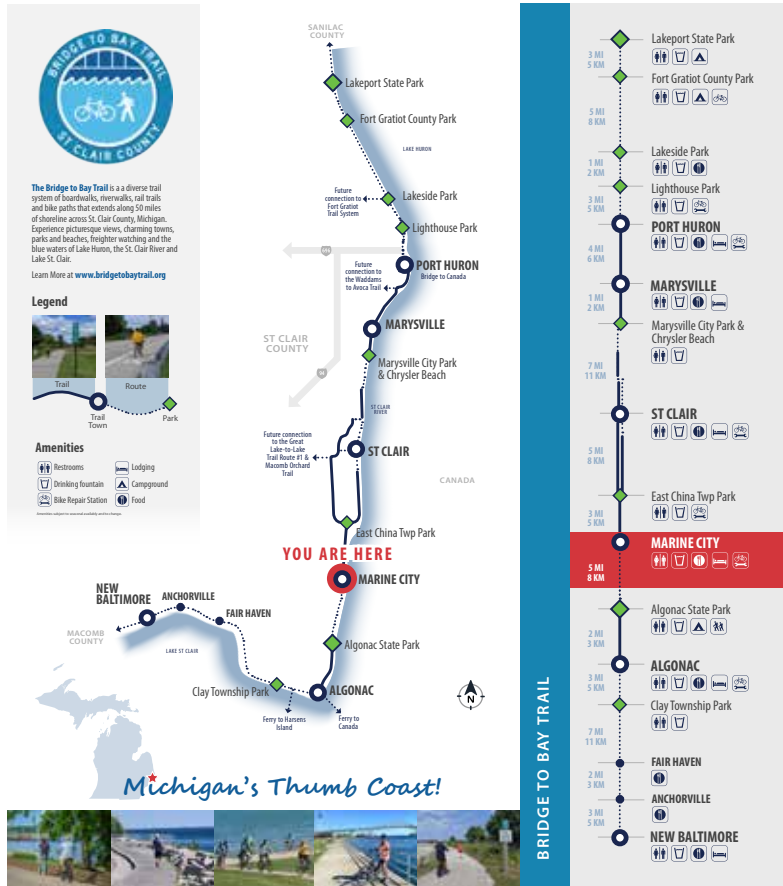 BRIDGE TO BAY TRAIL
ST CLAIR COUNTY
The Bridge to Bay Trail is a a diverse trail
system of boardwalks, riverwalks, rail trails
and bike paths that extends along 50 miles
of shoreline across St. Clair County, Michigan.
Experience picturesque views, charming towns,
parks and beaches, freighter watching and the
blue waters of Lake Huron, the St. Clair River and
Lake St. Clair.
Learn More at www.bridgetobaytrail.org
Legend
Trail
Route
Trail
Town
Park
Amenities
Restrooms
Lodging
Drinking fountain
Campground
Bike Repair Station
Food
Amenities subject to seasonal availability and to changes
SANILAC
COUNTY
Lakeport State Park
Fort Gratiot County Park
LAKE HURON
Future
connection to
Fort Gratiot
Trail System
Lakeside Park
Lighthouse Park
Future
connection to
the Waddams
to Avoca Trail
PORT HURON
Bridge to Canada
MARYSVILLE
ST CLAIR
COUNTY
94
Marysville City Park
& Chrysler Beach
ST CLAIR
RIVER
Future connection
to the Great
Lake-to-Lake
Trail Route #1 &
Macomb Orchard
Trail
ST CLAIR
CANADA
East China Twp Park
YOU ARE HERE
MARINE CITY
NEW
BALTIMORE
ANCHORVILLE
FAIR HAVEN
MACOMB
COUNTY
LAKE ST CLAIR
Algonac State Park
Clay Township Park
ALGONAC
Ferry to Harsens
Island
Ferry to
Canada
N
Michigan's Thumb Coast!
BRIDGE TO BAY TRAIL
Lakeport State Park
3 MI
5 KM
Fort Gratiot County Park
5 MI
8 KM
Lakeside Park
1 MI
2 KM
Lighthouse Park
3 MI
5 KM
PORT HURON
4 MI
6 KM
MARYSVILLE
1 MI
2 KM
Marysville City Park &
Chrysler Beach
7 MI
11 KM
ST CLAIR
5 MI
8 KM
East China Twp Park
3 MI
5 KM
MARINE CITY
5 MI
8 KM
Algonac State Park
2 MI
3 KM
ALGONAC
3 MI
5 KM
Clay Township Park
7 MI
11 KM
FAIR HAVEN
2 MI
3 KM
ANCHORVILLE
3 MI
5 KM
NEW BALTIMORE